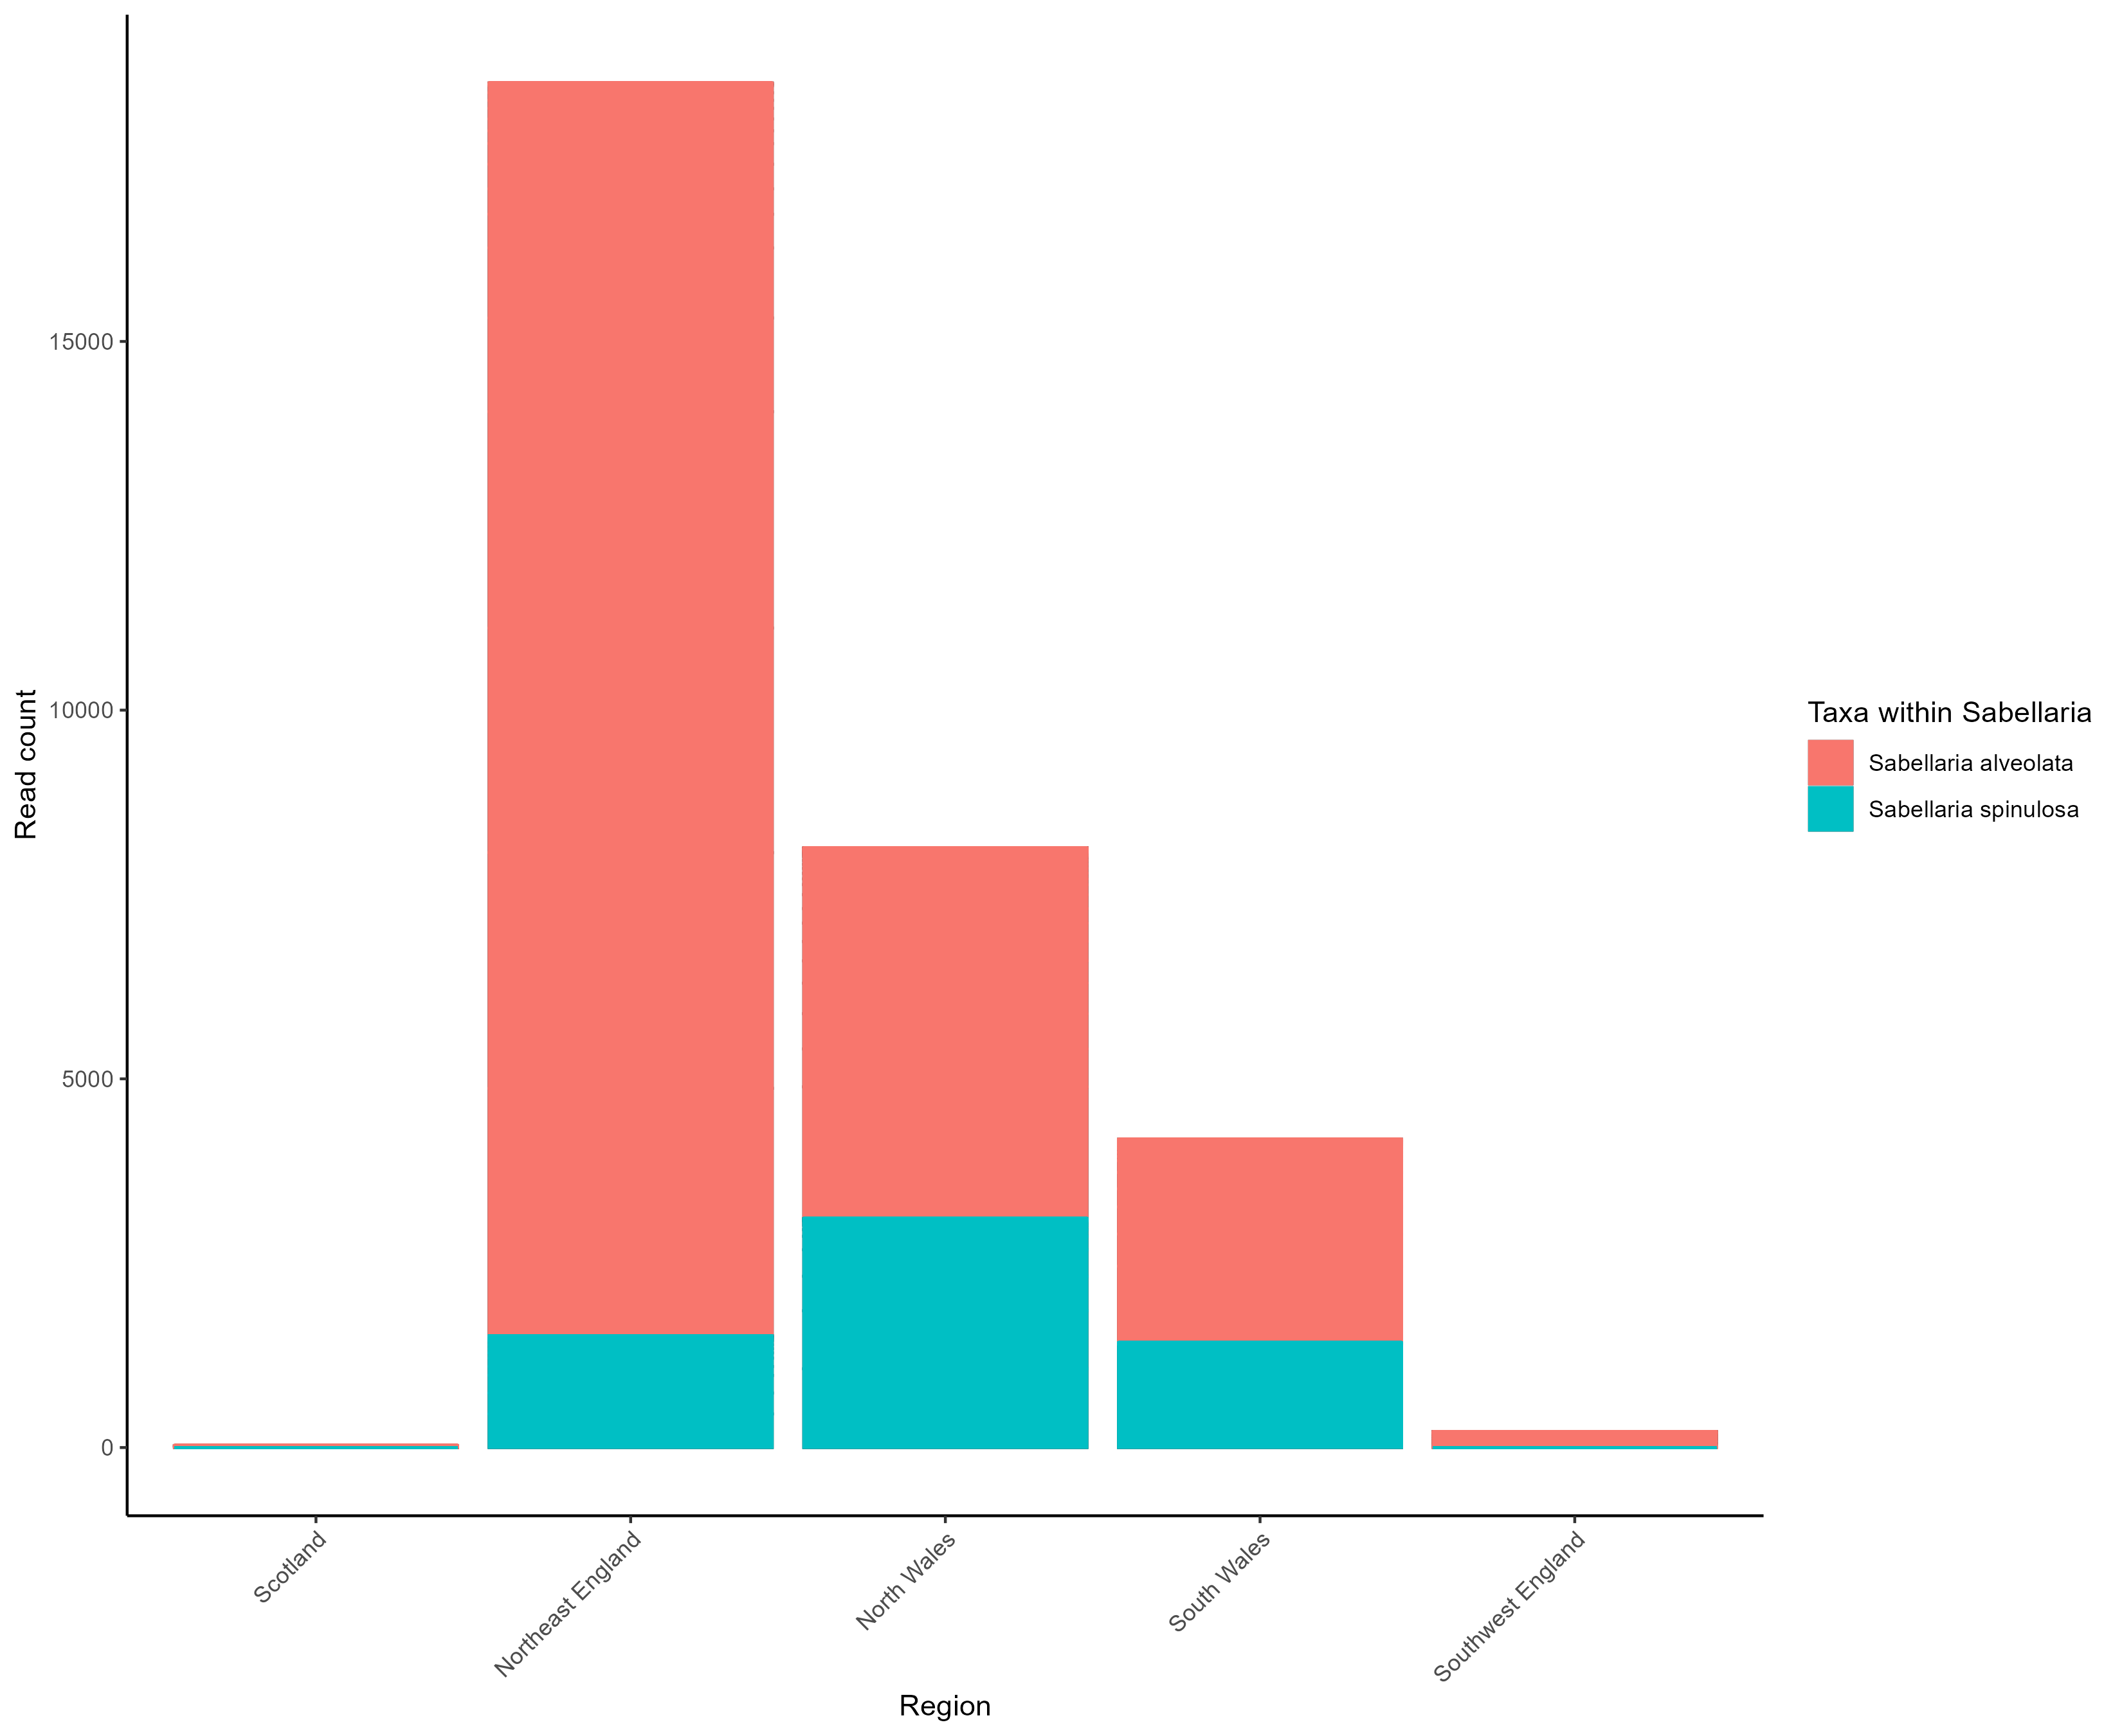 Read count
15000
10000
5000
0
Scotland
Northeast England
North Wales
South Wales
Southwest England
Region
Taxa within Sabellaria
Sabellaria alveolata
Sabellaria spinulosa